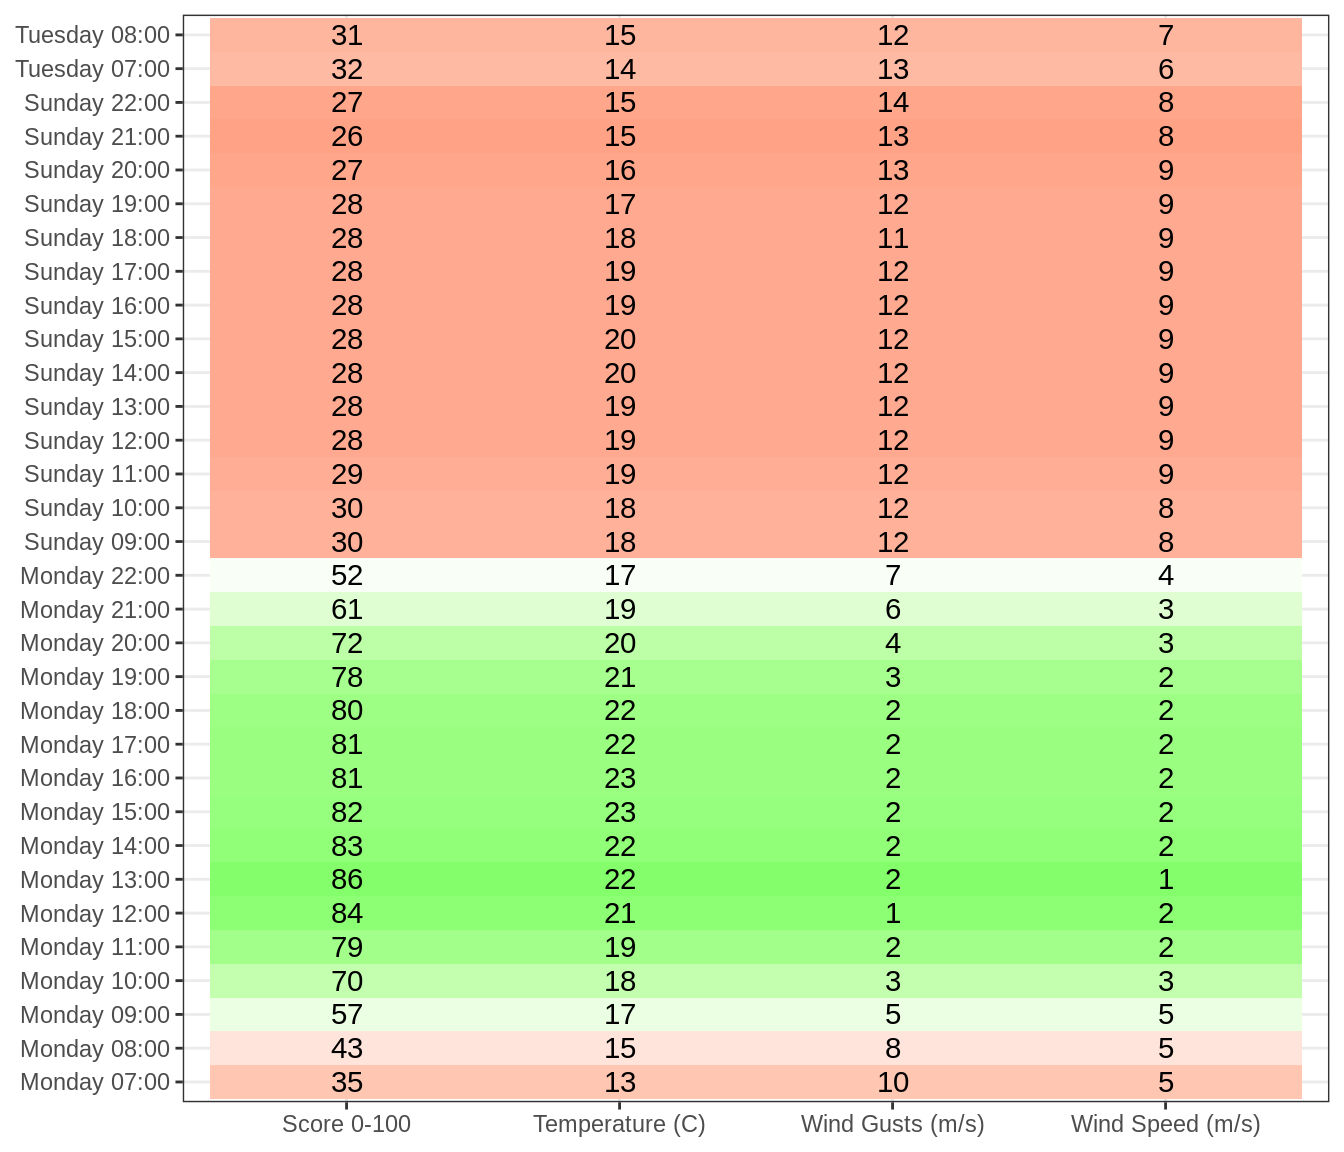 Tuesday 08:00 31 15 12 7
Tuesday 07:00 32 14 13 6
Sunday 22:00 27 15 14 8
Sunday 21:00 26 15 13 8
Sunday 20:00 27 16 13 9
Sunday 19:00 28 17 12 9
Sunday 18:00 28 18 11 9
Sunday 17:00 28 19 12 9
Sunday 16:00 28 19 12 9
Sunday 15:00 28 20 12 9
Sunday 14:00 28 20 12 9
Sunday 13:00 28 19 12 9
Sunday 12:00 28 19 12 9
Sunday 11:00 29 19 12 9
Sunday 10:00 30 18 12 8
Sunday 09:00 30 18 12 8
Monday 22:00 52 17 7 4
Monday 21:00 61 19 6 3
Monday 20:00 72 20 4 3
Monday 19:00 78 21 3 2
Monday 18:00 80 22 2 2
Monday 17:00 81 22 2 2
Monday 16:00 81 23 2 2
Monday 15:00 82 23 2 2
Monday 14:00 83 22 2 2
Monday 13:00 86 22 2 1
Monday 12:00 84 21 1 2
Monday 11:00 79 19 2 2
Monday 10:00 70 18 3 3
Monday 09:00 57 17 5 5
Monday 08:00 43 15 8 5
Monday 07:00 35 13 10 5
Score 0-100 Temperature (C) Wind Gusts (m/s) Wind Speed (m/s)